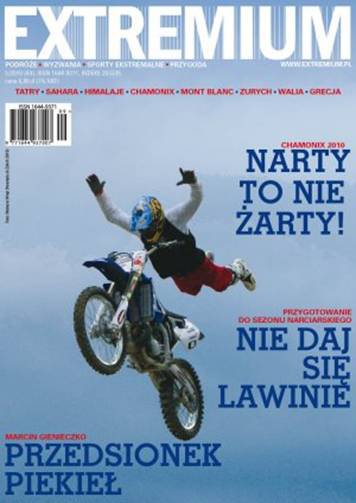 EXTREMIUM
PODRÓŻE • WYZWANIA • SPORTY EKSTREMALNE • PRZYGODA
WWW.EXTREMIUM.PL
TATRY • SAHARA • HIMALAJE • CHAMONIX • MONT BLANC • ZURYCH • WALIA • GRECJA
ISSN 1644-9371
CHAMONIX 2010
NARTY
TO NIE
ŻARTY!
PRZYGOTOWANIE
DO SEZONU NARCIARSKIEGO
NIE DAJ
SIĘ
LAWINIE
MARCIN GIENIECZKO
PRZEDSIONEK
PIEKIEŁ